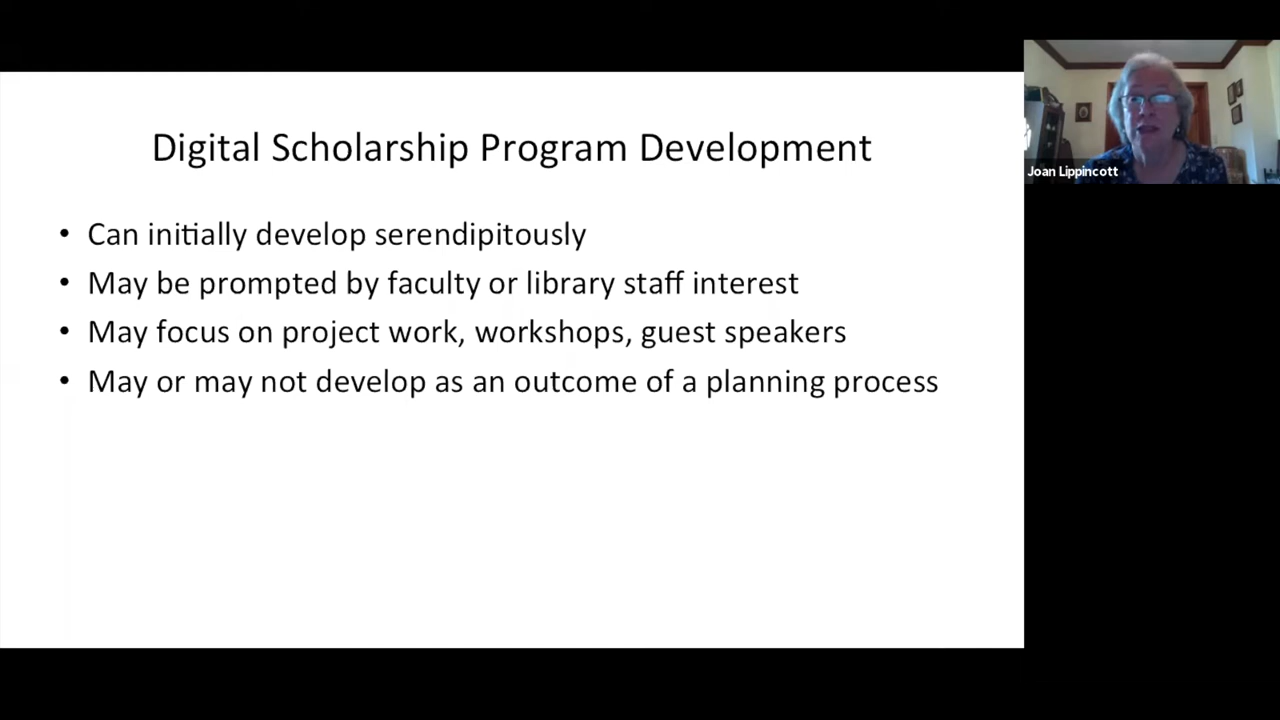 Digital Scholarship Program Development
• Can initially develop serendipitously
• May be prompted by faculty or library staff interest
• May focus on project work, workshops, guest speakers
• May or may not develop as an outcome of a planning process
Joan Lippincott